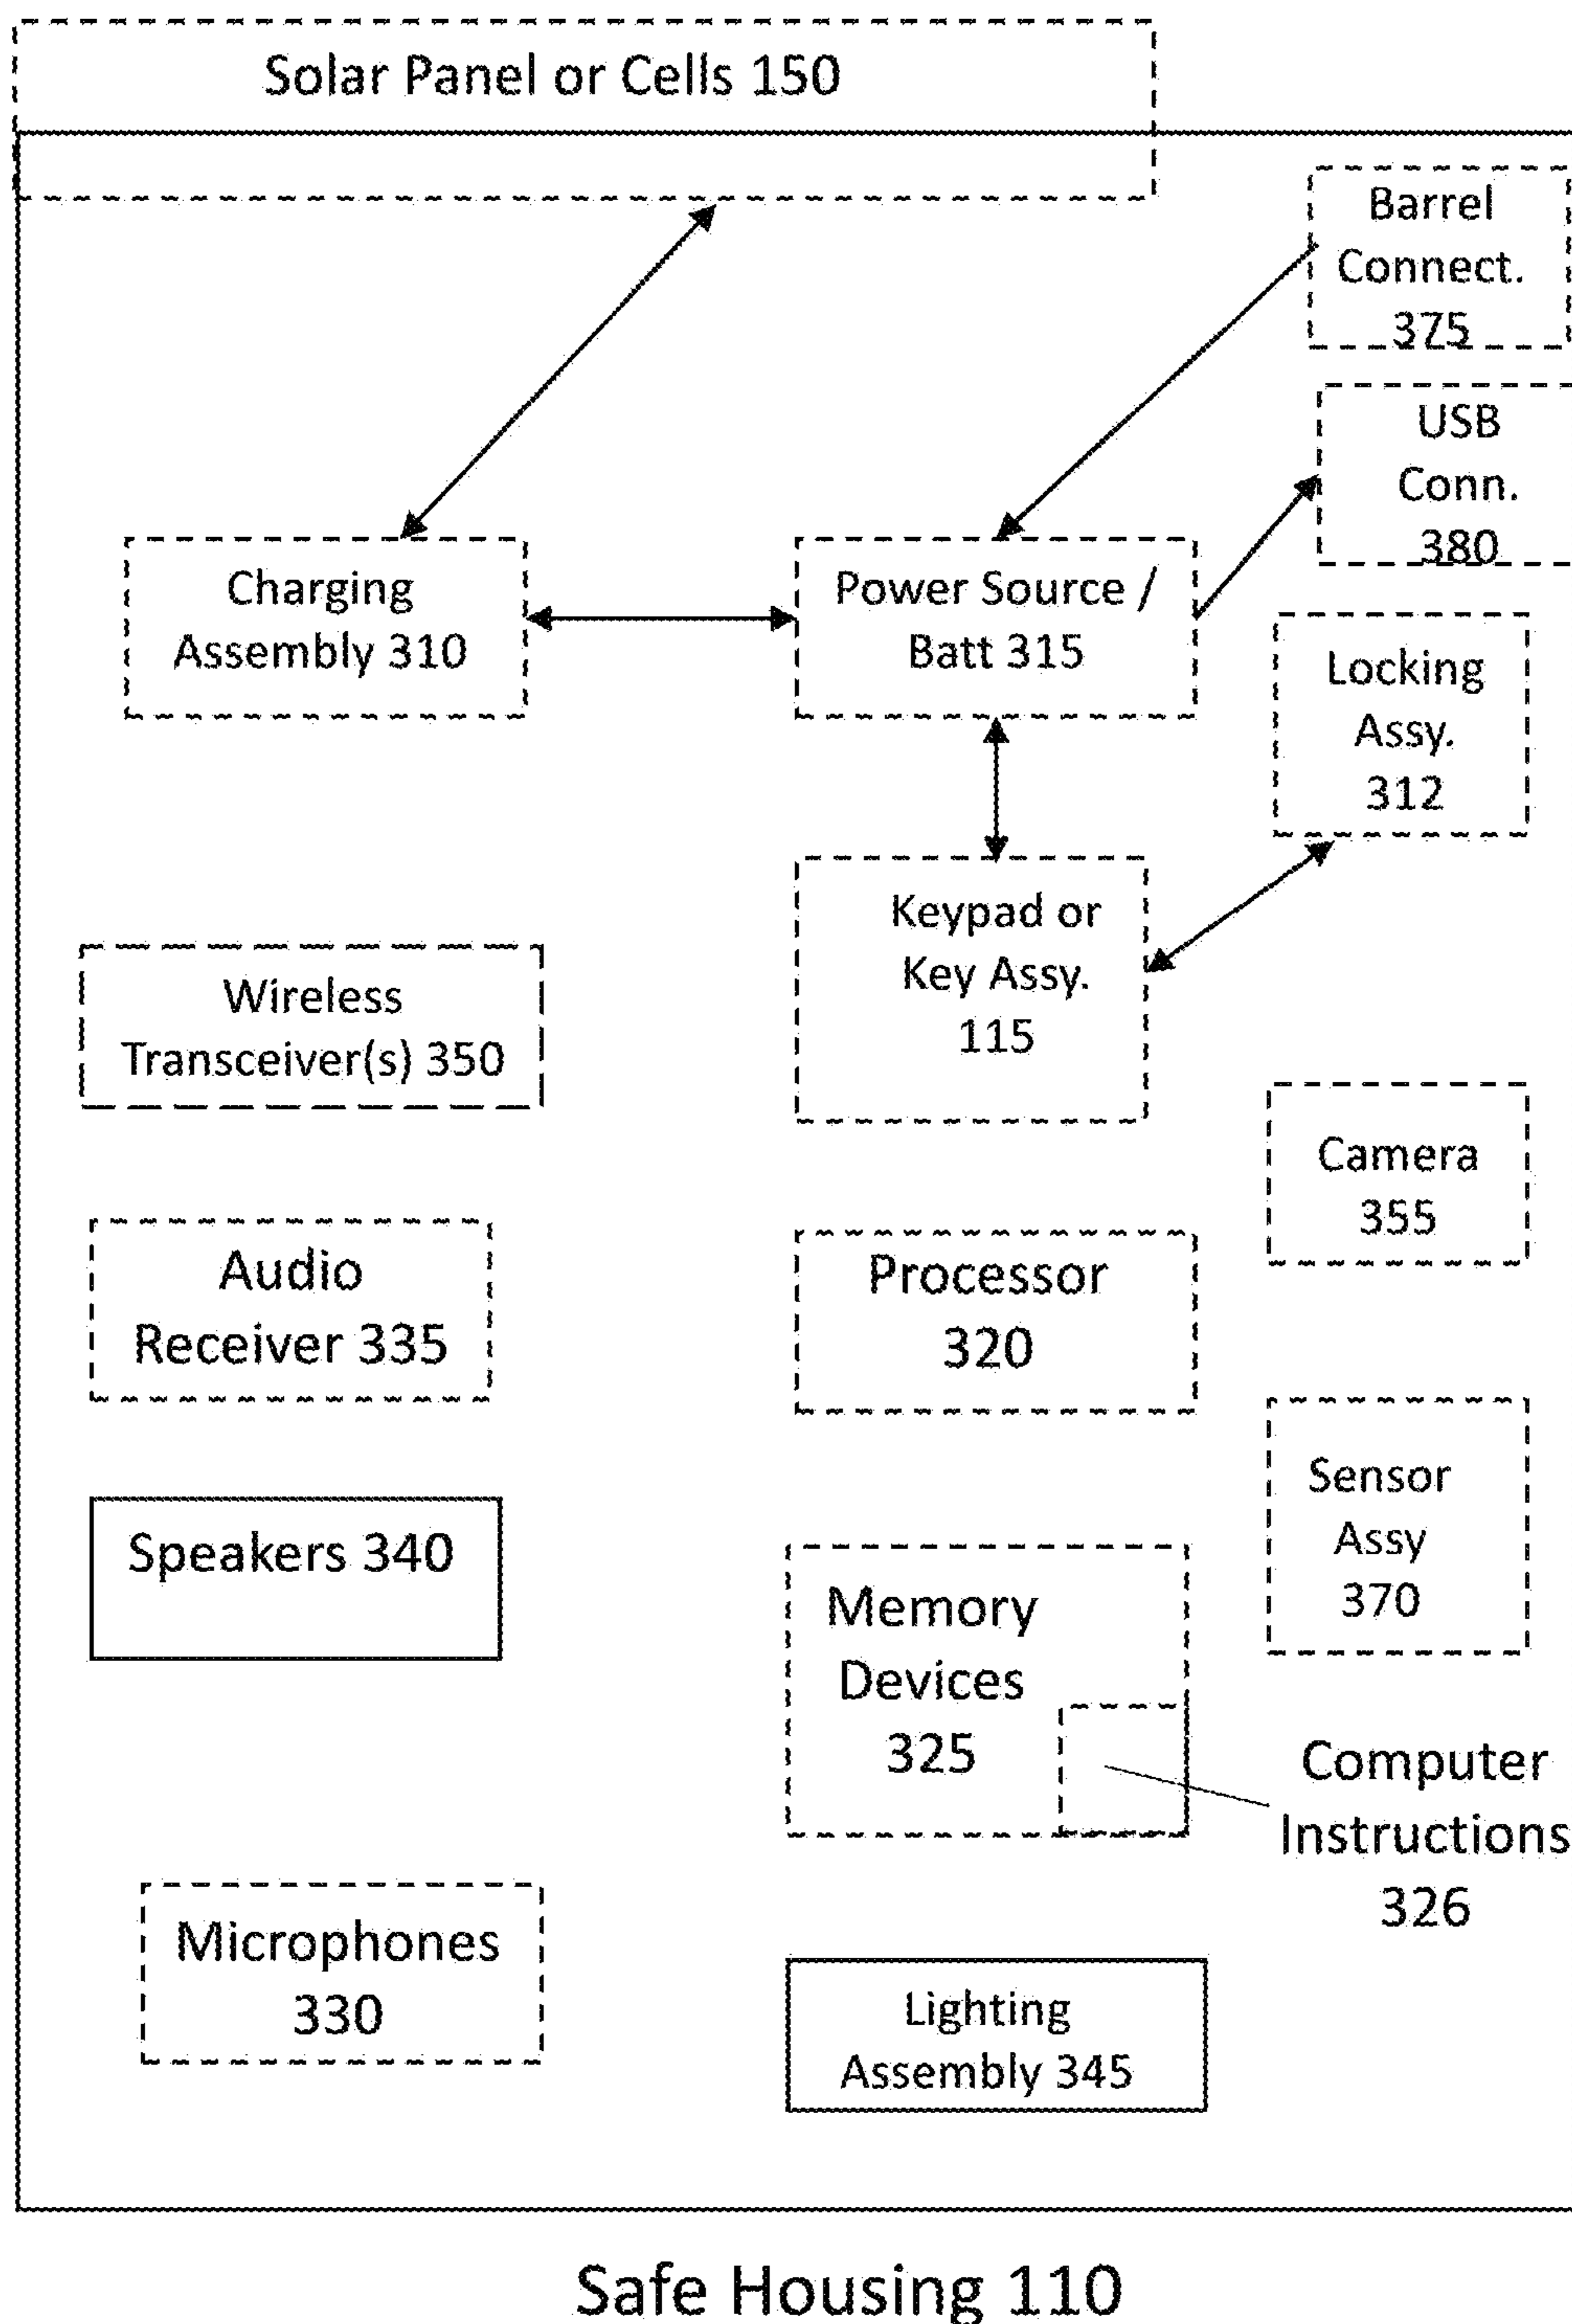 Solar Panel or Cells 150
Barrel
Connect.
375
USB
Conn.
380
Charging
Assembly 310
Power Source /
Batt 315
Locking
Assy.
312
Keypad or
Key Assy.
115
Wireless
Transceiver(s) 350
Camera
355
Audio
Receiver 335
Processor
320
Sensor
Assy
370
Speakers 340
Memory
Devices
325
Computer
Instructions
326
Microphones
330
Lighting
Assembly 345
Safe Housing 110